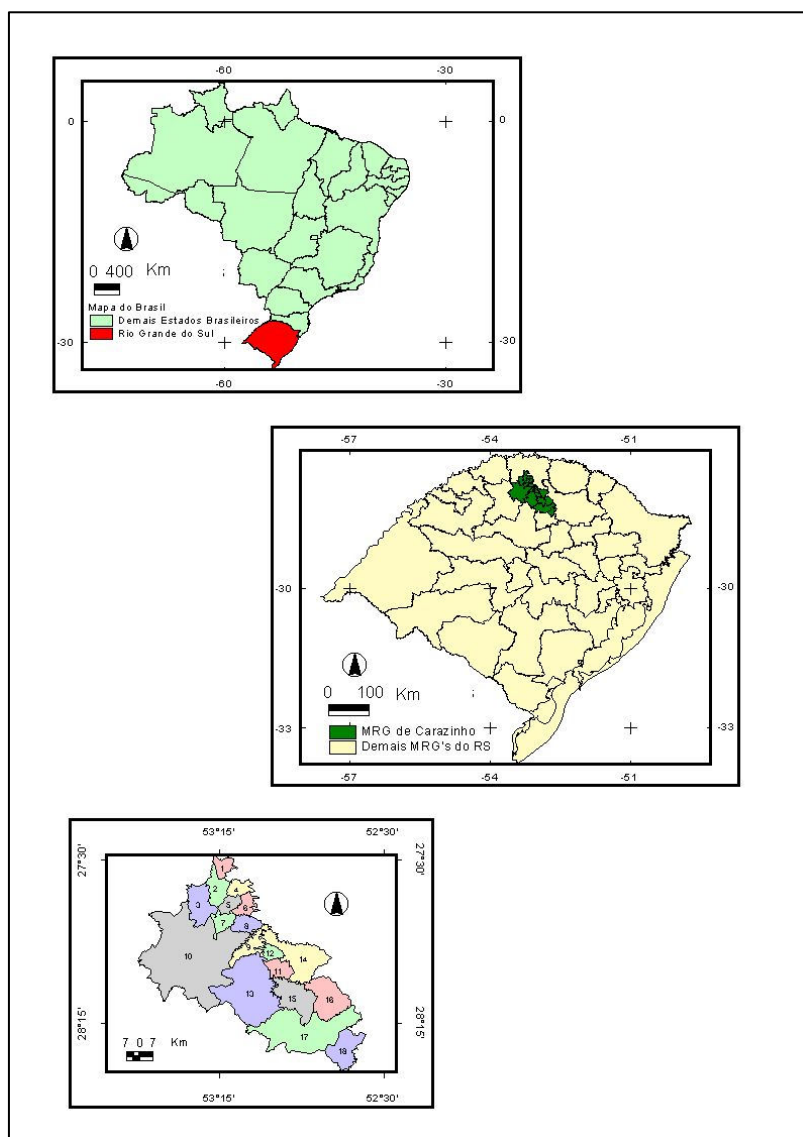 -60 -30
0 0
0 400 Km
Mapa do Brasil
Demais Estados Brasileiros
Rio Grande do Sul
-30 -30
-60 -30
-57 -54 -51
-30 -30
0 100 Km
-33 -33
MRG de Carazinho
Demais MRG's do RS
-57 -54 -51
53°15' 52°30'
27°30' 27°30'
1
2
4
3
5
6
7
8
9
12
10
14
11
13
15
16
28°15' 28°15'
17
7 0 7 Km
18
53°15' 52°30'